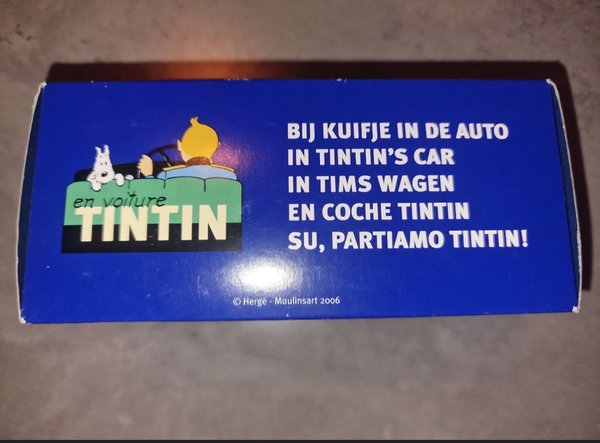 en voiture
TINTIN
BIJ KUIFJE IN DE AUTO
IN TINTIN'S CAR
IN TIMS WAGEN
EN COCHE TINTIN
SU, PARTIAMO TINTIN!
© Hergé - Moulinsart 2006